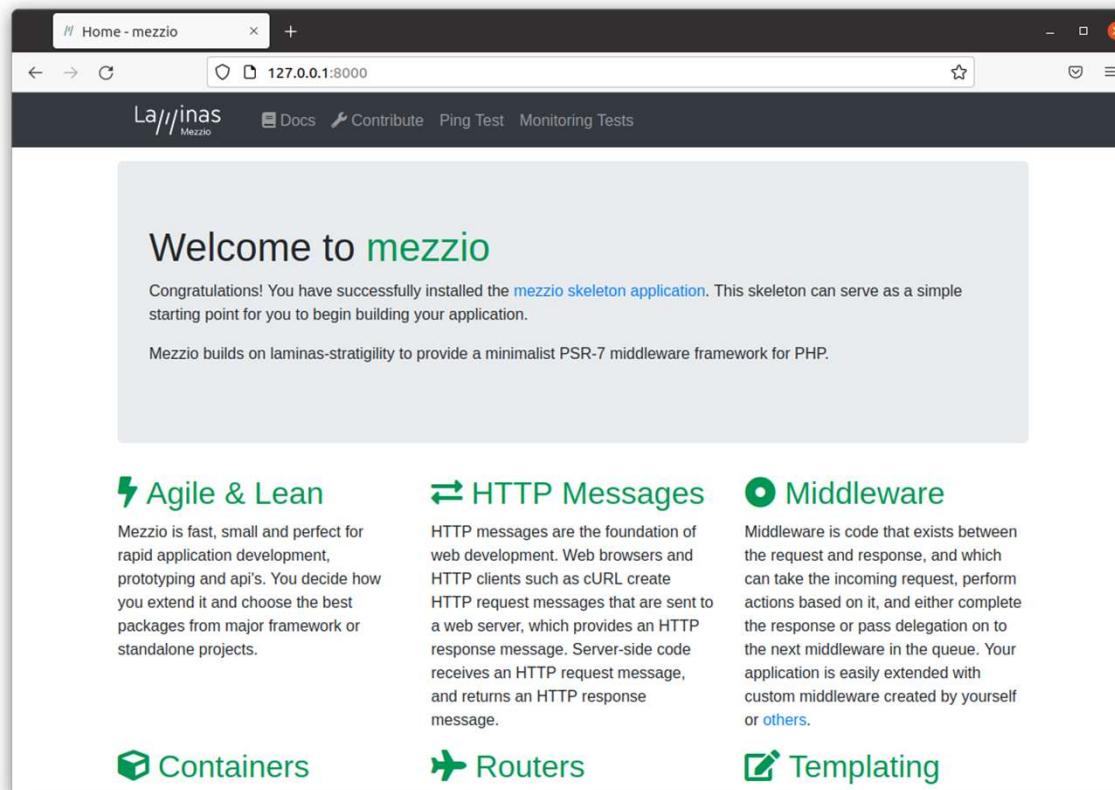 Home - mezzio
127.0.0.1:8000
Laminas
Mezzio
Docs Contribute Ping Test Monitoring Tests
Welcome to mezzio
Congratulations! You have successfully installed the mezzio skeleton application. This skeleton can serve as a simple
starting point for you to begin building your application.
Mezzio builds on laminas-stratigility to provide a minimalist PSR-7 middleware framework for PHP.
Agile & Lean
Mezzio is fast, small and perfect for
rapid application development,
prototyping and api's. You decide how
you extend it and choose the best
packages from major framework or
standalone projects.
HTTP Messages
HTTP messages are the foundation of
web development. Web browsers and
HTTP clients such as cURL create
HTTP request messages that are sent to
a web server, which provides an HTTP
response message. Server-side code
receives an HTTP request message,
and returns an HTTP response
message.
Middleware
Middleware is code that exists between
the request and response, and which
can take the incoming request, perform
actions based on it, and either complete
the response or pass delegation on to
the next middleware in the queue. Your
application is easily extended with
custom middleware created by yourself
or others.
Containers
Routers
Templating